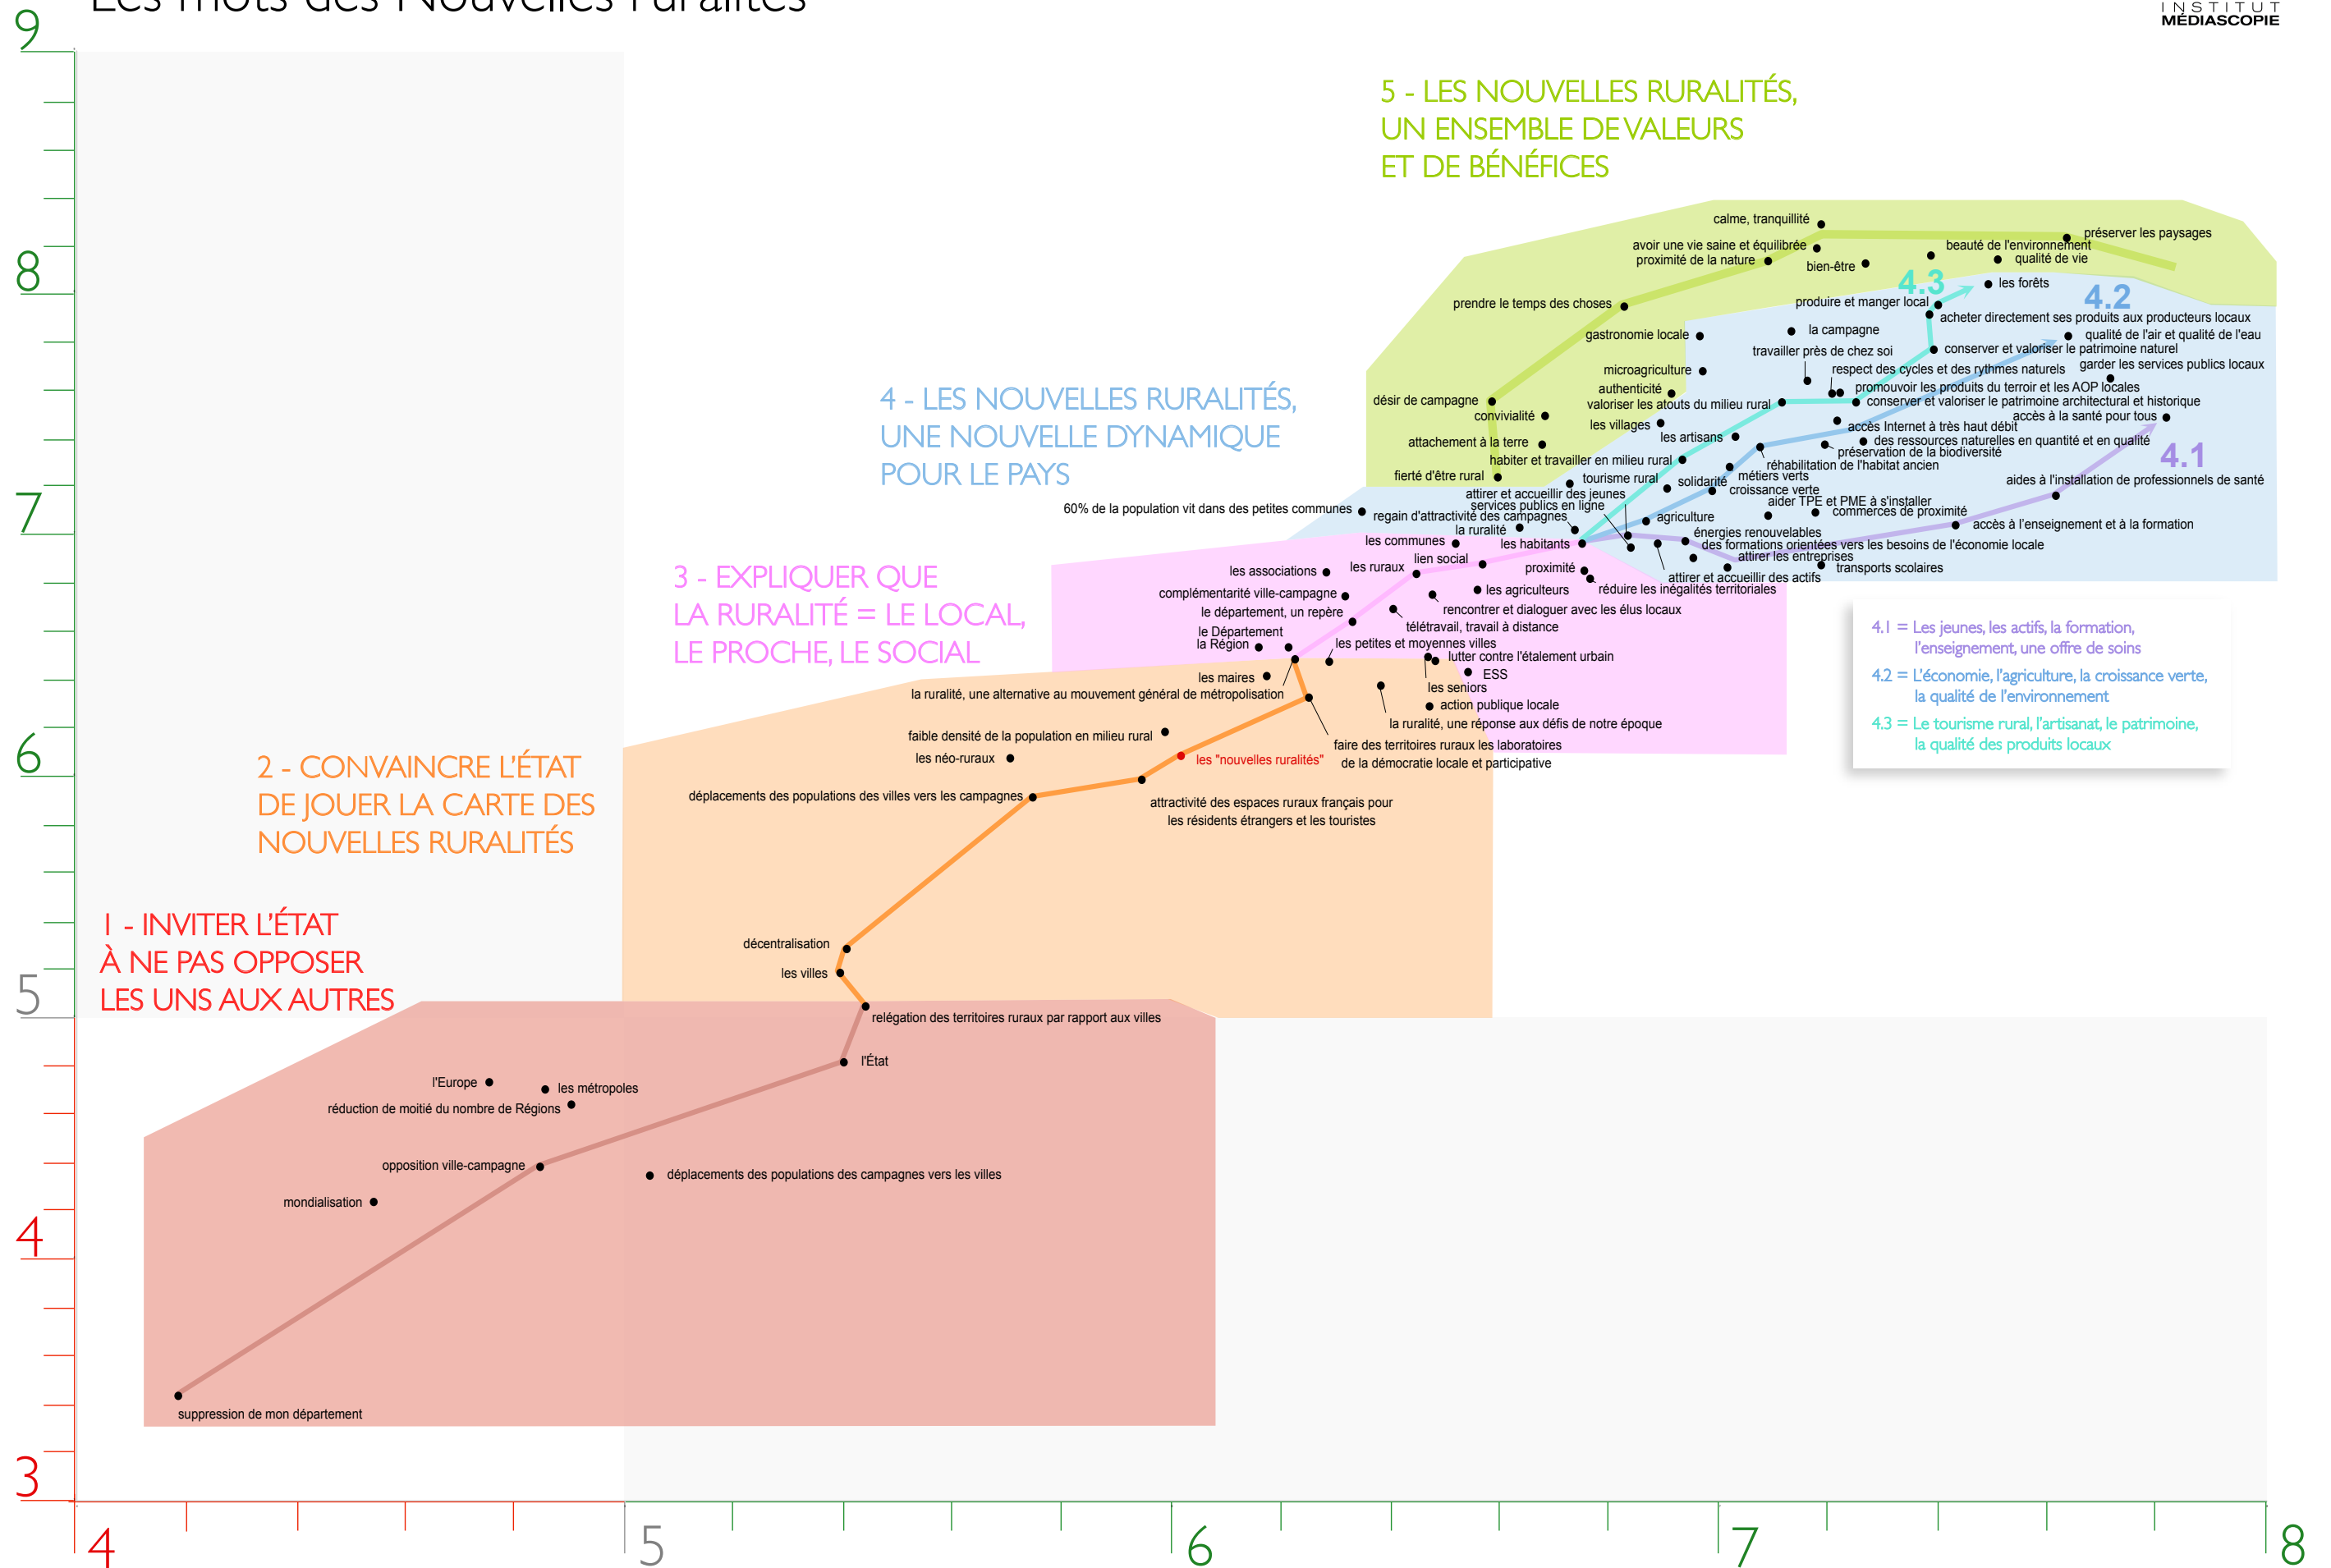 Les mots des Nouvelles ruralités
INSTITUT
MÉDIASCOPIE
9
8
7
6
5
4
3
4
5
6
7
8
5 - LES NOUVELLES RURALITÉS,
UN ENSEMBLE DE VALEURS
ET DE BÉNÉFICES
calme, tranquillité
préserver les paysages
avoir une vie saine et équilibrée
beauté de l'environnement
proximité de la nature
qualité de vie
bien-être
4.3
les forêts
4.2
prendre le temps des choses
produire et manger local
acheter directement ses produits aux producteurs locaux
gastronomie locale
la campagne
qualité de l'air et qualité de l'eau
travailler près de chez soi
conserver et valoriser le patrimoine naturel
microagriculture
respect des cycles et des rythmes naturels
garder les services publics locaux
authenticité
promouvoir les produits du terroir et les AOP locales
désir de campagne
valoriser les atouts du milieu rural
conserver et valoriser le patrimoine architectural et historique
convivialité
accès à la santé pour tous
les villages
accès Internet à très haut débit
attachement à la terre
les artisans
des ressources naturelles en quantité et en qualité
préservation de la biodiversité
4.1
habiter et travailler en milieu rural
réhabilitation de l'habitat ancien
fierté d'être rural
tourisme rural
solidarité
métiers verts
aides à l'installation de professionnels de santé
attirer et accueillir des jeunes
croissance verte
services publics en ligne
aider TPE et PME à s'installer
60% de la population vit dans des petites communes
regain d'attractivité des campagnes
agriculture
commerces de proximité
la ruralité
accès à l'enseignement et à la formation
énergies renouvelables
les communes
les habitants
des formations orientées vers les besoins de l'économie locale
lien social
attirer les entreprises
les ruraux
proximité
transports scolaires
les associations
attirer et accueillir des actifs
complémentarité ville-campagne
les agriculteurs
réduire les inégalités territoriales
le département, un repère
rencontrer et dialoguer avec les élus locaux
télétravail, travail à distance
le Département
la Région
les petites et moyennes villes
lutter contre l'étalement urbain
ESS
les maires
les seniors
la ruralité, une alternative au mouvement général de métropolisation
action publique locale
la ruralité, une réponse aux défis de notre époque
faible densité de la population en milieu rural
faire des territoires ruraux les laboratoires
de la démocratie locale et participative
les néo-ruraux
les "nouvelles ruralités"
déplacements des populations des villes vers les campagnes
attractivité des espaces ruraux français pour
les résidents étrangers et les touristes
4 - LES NOUVELLES RURALITÉS,
UNE NOUVELLE DYNAMIQUE
POUR LE PAYS
3 - EXPLIQUER QUE
LA RURALITÉ = LE LOCAL,
LE PROCHE, LE SOCIAL
4.1 = Les jeunes, les actifs, la formation,
l'enseignement, une offre de soins
4.2 = L'économie, l'agriculture, la croissance verte,
la qualité de l'environnement
4.3 = Le tourisme rural, l'artisanat, le patrimoine,
la qualité des produits locaux
2 - CONVAINCRE L'ÉTAT
DE JOUER LA CARTE DES
NOUVELLES RURALITÉS
décentralisation
les villes
1 - INVITER L'ÉTAT
À NE PAS OPPOSER
LES UNS AUX AUTRES
relégation des territoires ruraux par rapport aux villes
l'État
l'Europe
les métropoles
réduction de moitié du nombre de Régions
opposition ville-campagne
déplacements des populations des campagnes vers les villes
mondialisation
suppression de mon département